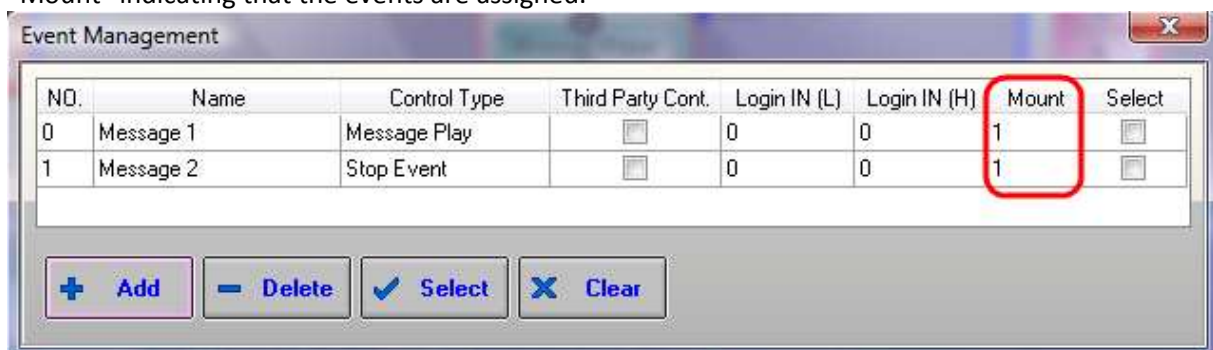 Mount" indicating that the events are assigned.
Event Management
NO. Name Control Type Third Party Cont. Login IN (L) Login IN (H) Mount Select
0 Message 1 Message Play 0 0 1
1 Message 2 Stop Event 0 0 1
Add Delete Select Clear